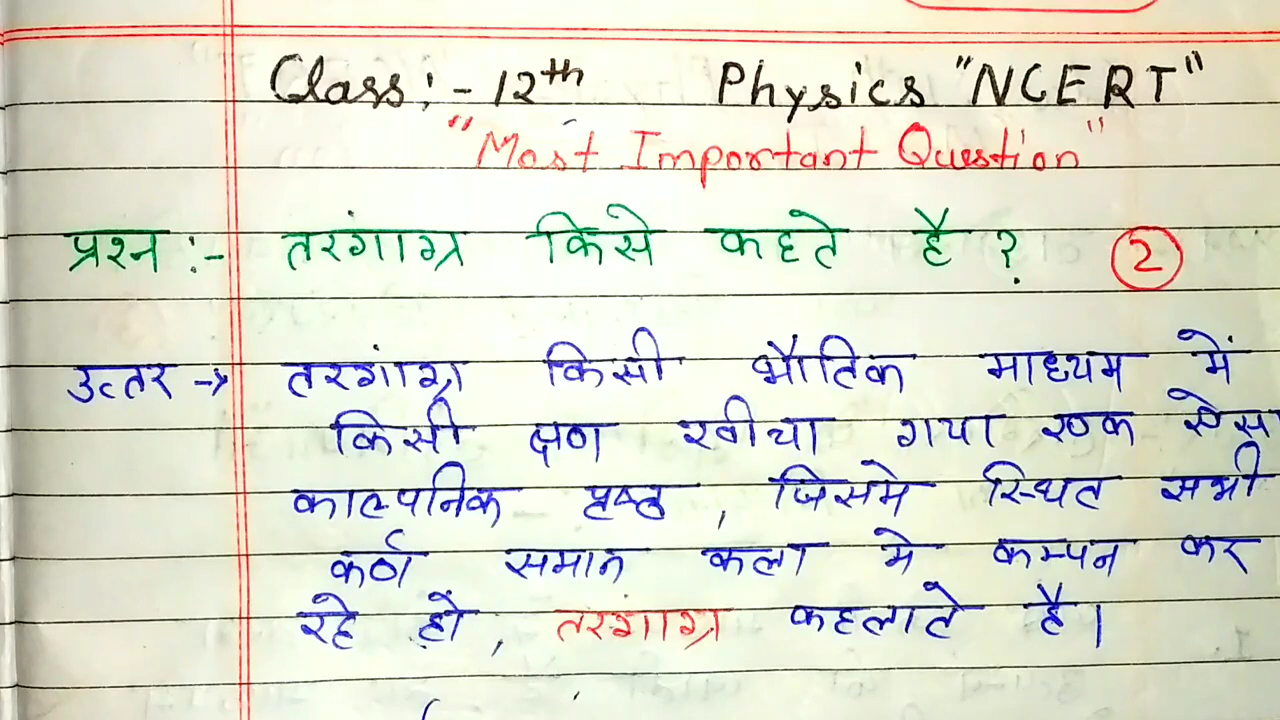 Class:- 12th Physics "NCERT"
"Most Important Question"
प्रश्न :- तरंगाग्र किसे कहते है ? 2
उत्तर → तरंगाग्र किसी भौतिक माध्यम में
किसी क्षण खीचा गया एक ऐसा
काल्पनिक पृष्ठ , जिसमे स्थित सभी
कण समान कला मे कम्पन कर
रहे हो , तरंगाग्र कहलाते है।